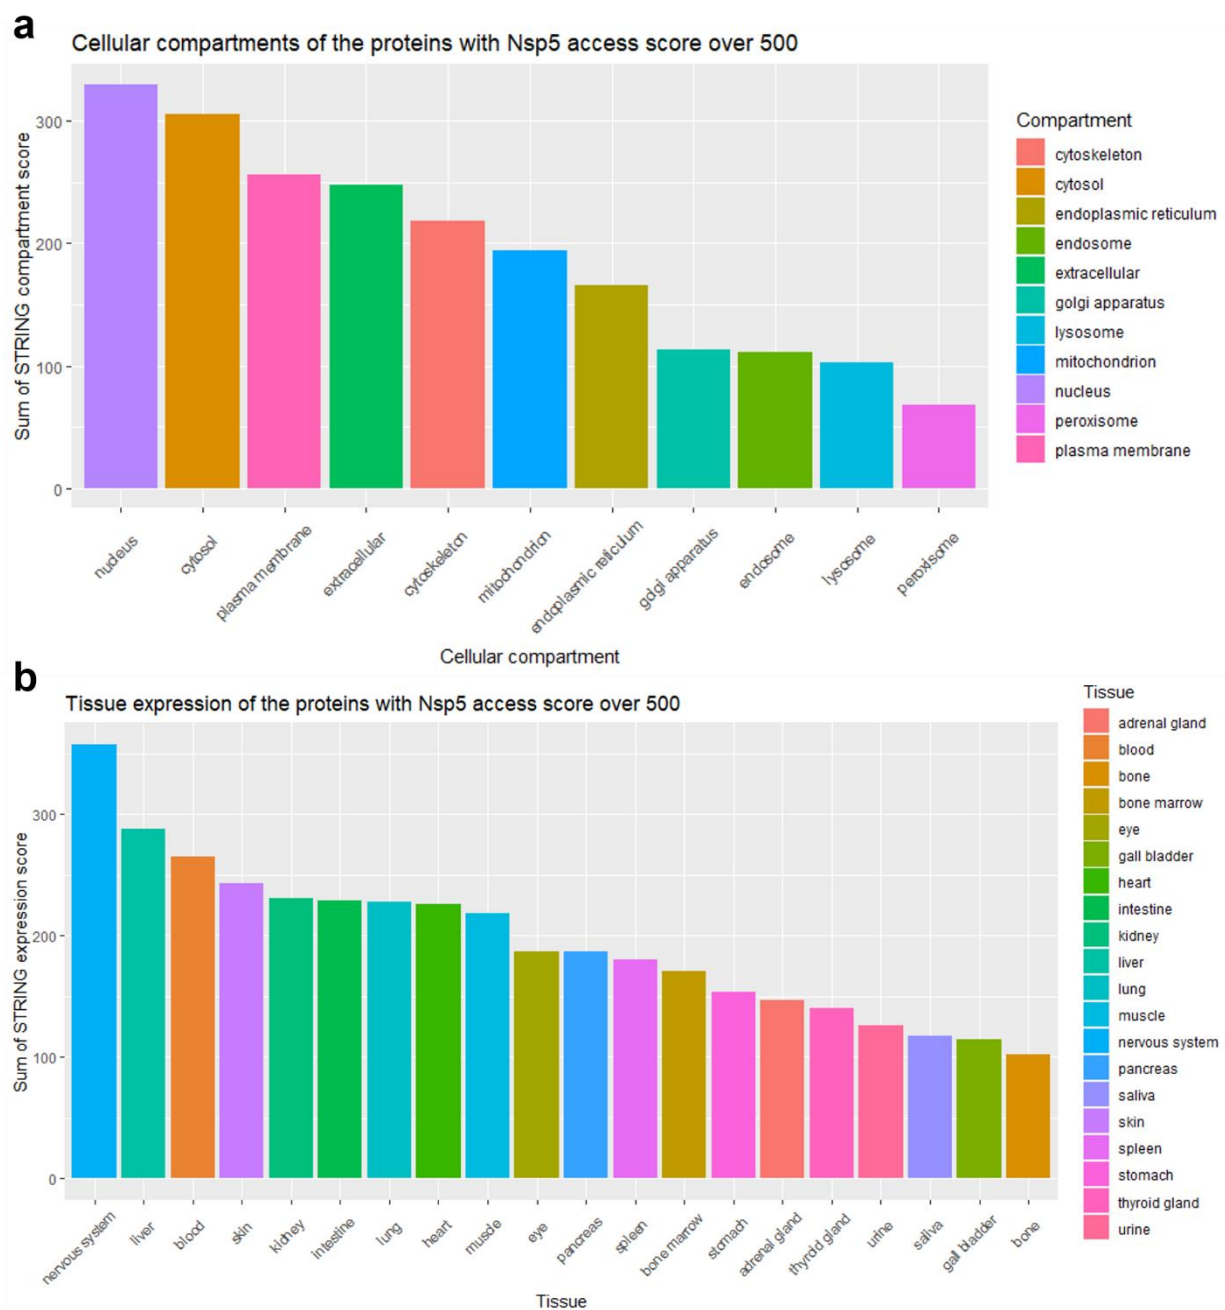 a
Cellular compartments of the proteins with Nsp5 access score over 500
Sum of STRING compartment score
300
200
100
0
nucleus
cytosol
plasma membrane
extracellular
cytoskeleton
mitochondrion
endoplasmic reticulum
golgi apparatus
endosome
lysosome
peroxisome
Cellular compartment
Compartment
cytoskeleton
cytosol
endoplasmic reticulum
endosome
extracellular
golgi apparatus
lysosome
mitochondrion
nucleus
peroxisome
plasma membrane
b
Tissue expression of the proteins with Nsp5 access score over 500
Sum of STRING expression score
300
200
100
0
nervous system
liver
blood
skin
kidney
intestine
lung
heart
muscle
eye
pancreas
spleen
bone marrow
stomach
adrenal gland
thyroid gland
urine
saliva
gall bladder
bone
Tissue
Tissue
adrenal gland
blood
bone
bone marrow
eye
gall bladder
heart
intestine
kidney
liver
lung
muscle
nervous system
pancreas
saliva
skin
spleen
stomach
thyroid gland
urine